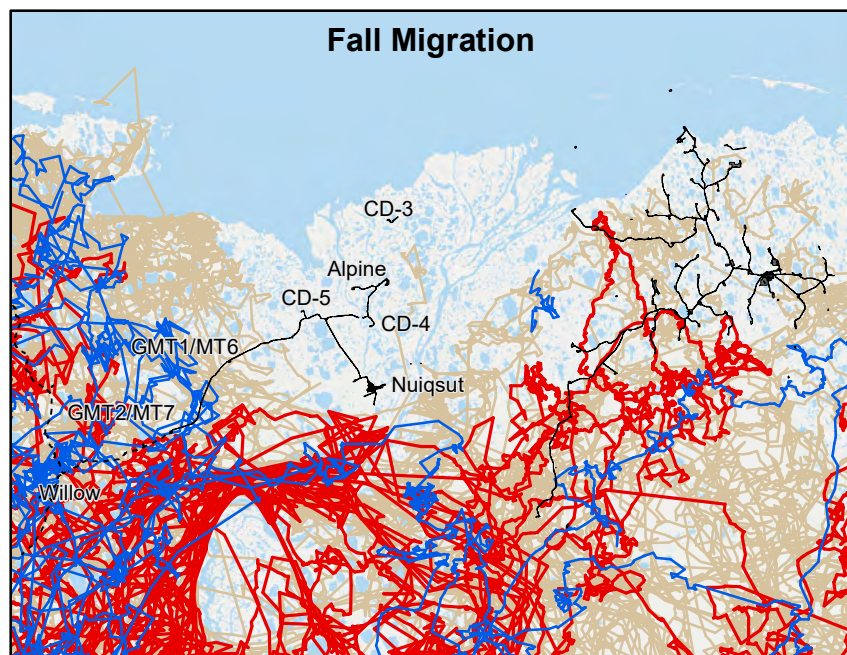 Fall Migration
CD-3
Alpine
CD-5
CD-4
GMT1/MT6
Nuiqsut
GMT2/MT7
Willow